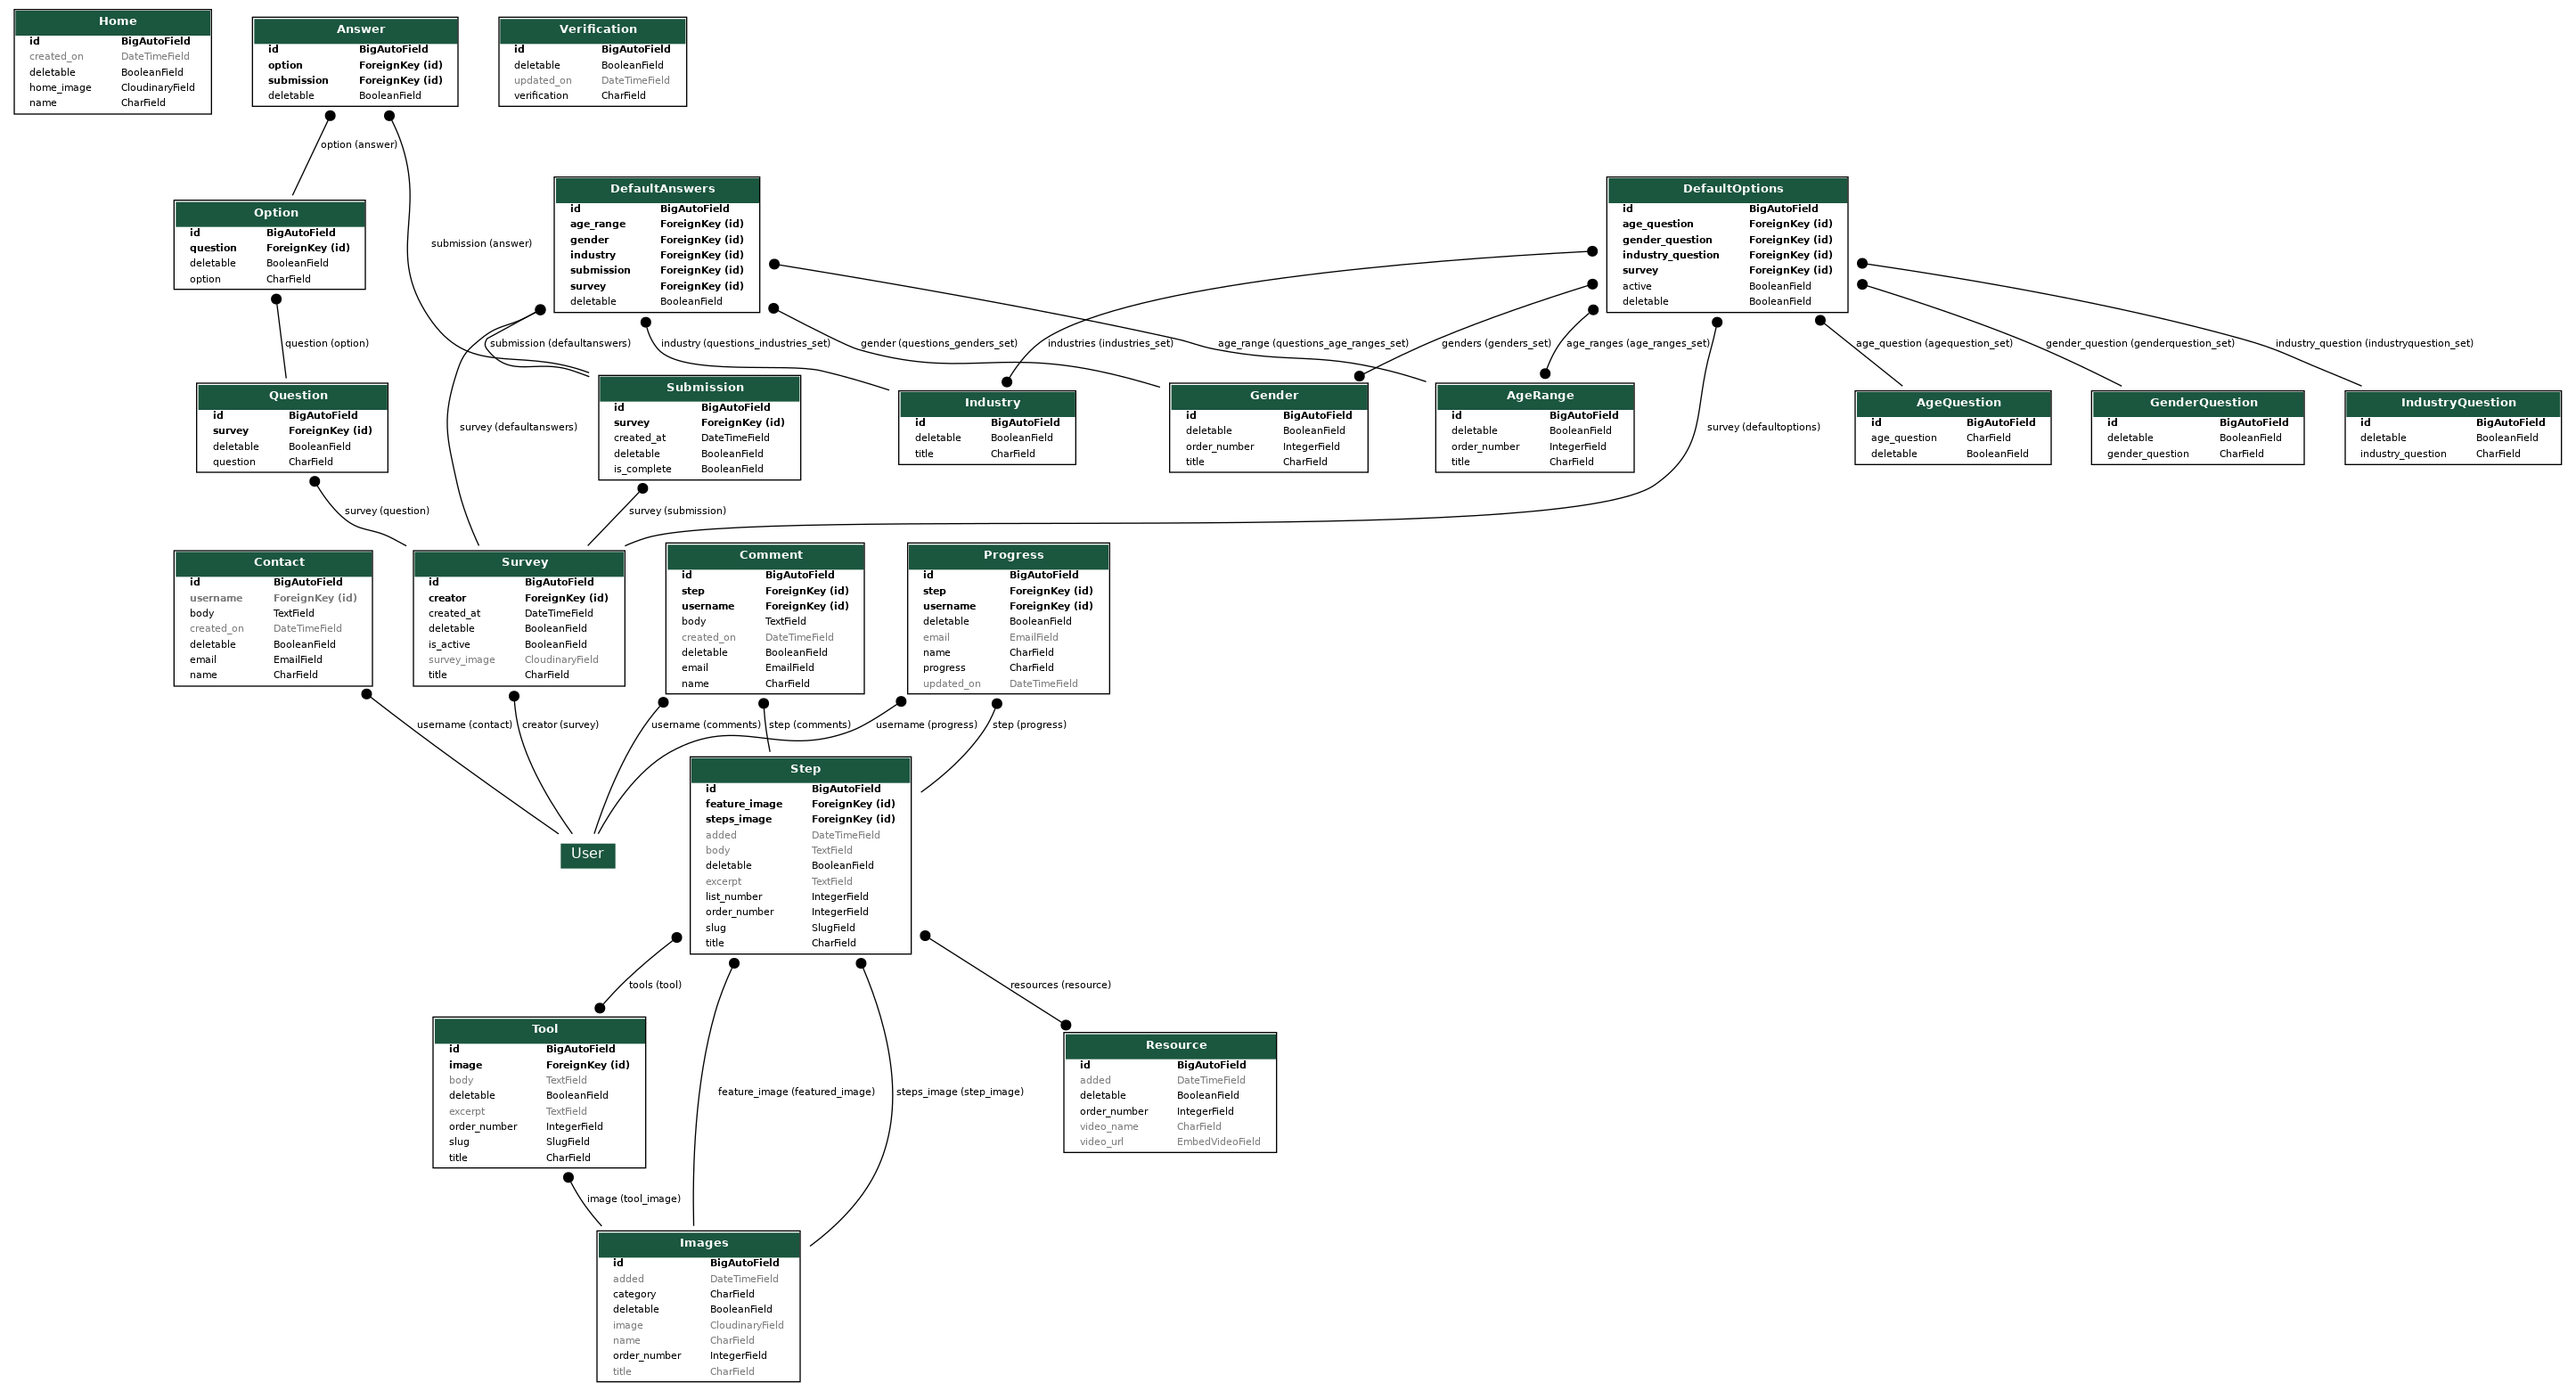 Home
id BigAutoField
created_on DateTimeField
deletable BooleanField
home_image CloudinaryField
name CharField
Answer
id BigAutoField
option ForeignKey (id)
submission ForeignKey (id)
deletable BooleanField
Verification
id BigAutoField
deletable BooleanField
updated_on DateTimeField
verification CharField
option (answer)
submission (answer)
Option
id BigAutoField
question ForeignKey (id)
deletable BooleanField
option CharField
DefaultAnswers
id BigAutoField
age_range ForeignKey (id)
gender ForeignKey (id)
industry ForeignKey (id)
submission ForeignKey (id)
survey ForeignKey (id)
deletable BooleanField
DefaultOptions
id BigAutoField
age_question ForeignKey (id)
gender_question ForeignKey (id)
industry_question ForeignKey (id)
survey ForeignKey (id)
active BooleanField
deletable BooleanField
question (option)
submission (defaultanswers)
industry (questions_industries_set)
gender (questions_genders_set)
industries (industries_set)
age_range (questions_age_ranges_set)
genders (genders_set)
age_ranges (age_ranges_set)
age_question (agequestion_set)
gender_question (genderquestion_set)
industry_question (industryquestion_set)
Question
id BigAutoField
survey ForeignKey (id)
deletable BooleanField
question CharField
survey (defaultanswers)
Submission
id BigAutoField
survey ForeignKey (id)
created_at DateTimeField
deletable BooleanField
is_complete BooleanField
Industry
id BigAutoField
deletable BooleanField
title CharField
Gender
id BigAutoField
deletable BooleanField
order_number IntegerField
title CharField
AgeRange
id BigAutoField
deletable BooleanField
order_number IntegerField
title CharField
survey (defaultoptions)
AgeQuestion
id BigAutoField
age_question CharField
deletable BooleanField
GenderQuestion
id BigAutoField
deletable BooleanField
gender_question CharField
IndustryQuestion
id BigAutoField
deletable BooleanField
industry_question CharField
survey (question)
survey (submission)
Contact
id BigAutoField
username ForeignKey (id)
body TextField
created_on DateTimeField
deletable BooleanField
email EmailField
name CharField
Survey
id BigAutoField
creator ForeignKey (id)
created_at DateTimeField
deletable BooleanField
is_active BooleanField
survey_image CloudinaryField
title CharField
Comment
id BigAutoField
step ForeignKey (id)
username ForeignKey (id)
body TextField
created_on DateTimeField
deletable BooleanField
email EmailField
name CharField
Progress
id BigAutoField
step ForeignKey (id)
username ForeignKey (id)
deletable BooleanField
email EmailField
name CharField
progress CharField
updated_on DateTimeField
username (contact)
creator (survey)
username (comments)
step (comments)
username (progress)
step (progress)
User
Step
id BigAutoField
feature_image ForeignKey (id)
steps_image ForeignKey (id)
added DateTimeField
body TextField
deletable BooleanField
excerpt TextField
list_number IntegerField
order_number IntegerField
slug SlugField
title CharField
tools (tool)
resources (resource)
Tool
id BigAutoField
image ForeignKey (id)
body TextField
deletable BooleanField
excerpt TextField
order_number IntegerField
slug SlugField
title CharField
feature_image (featured_image)
steps_image (step_image)
Resource
id BigAutoField
added DateTimeField
deletable BooleanField
order_number IntegerField
video_name CharField
video_url EmbedVideoField
image (tool_image)
Images
id BigAutoField
added DateTimeField
category CharField
deletable BooleanField
image CloudinaryField
name CharField
order_number IntegerField
title CharField